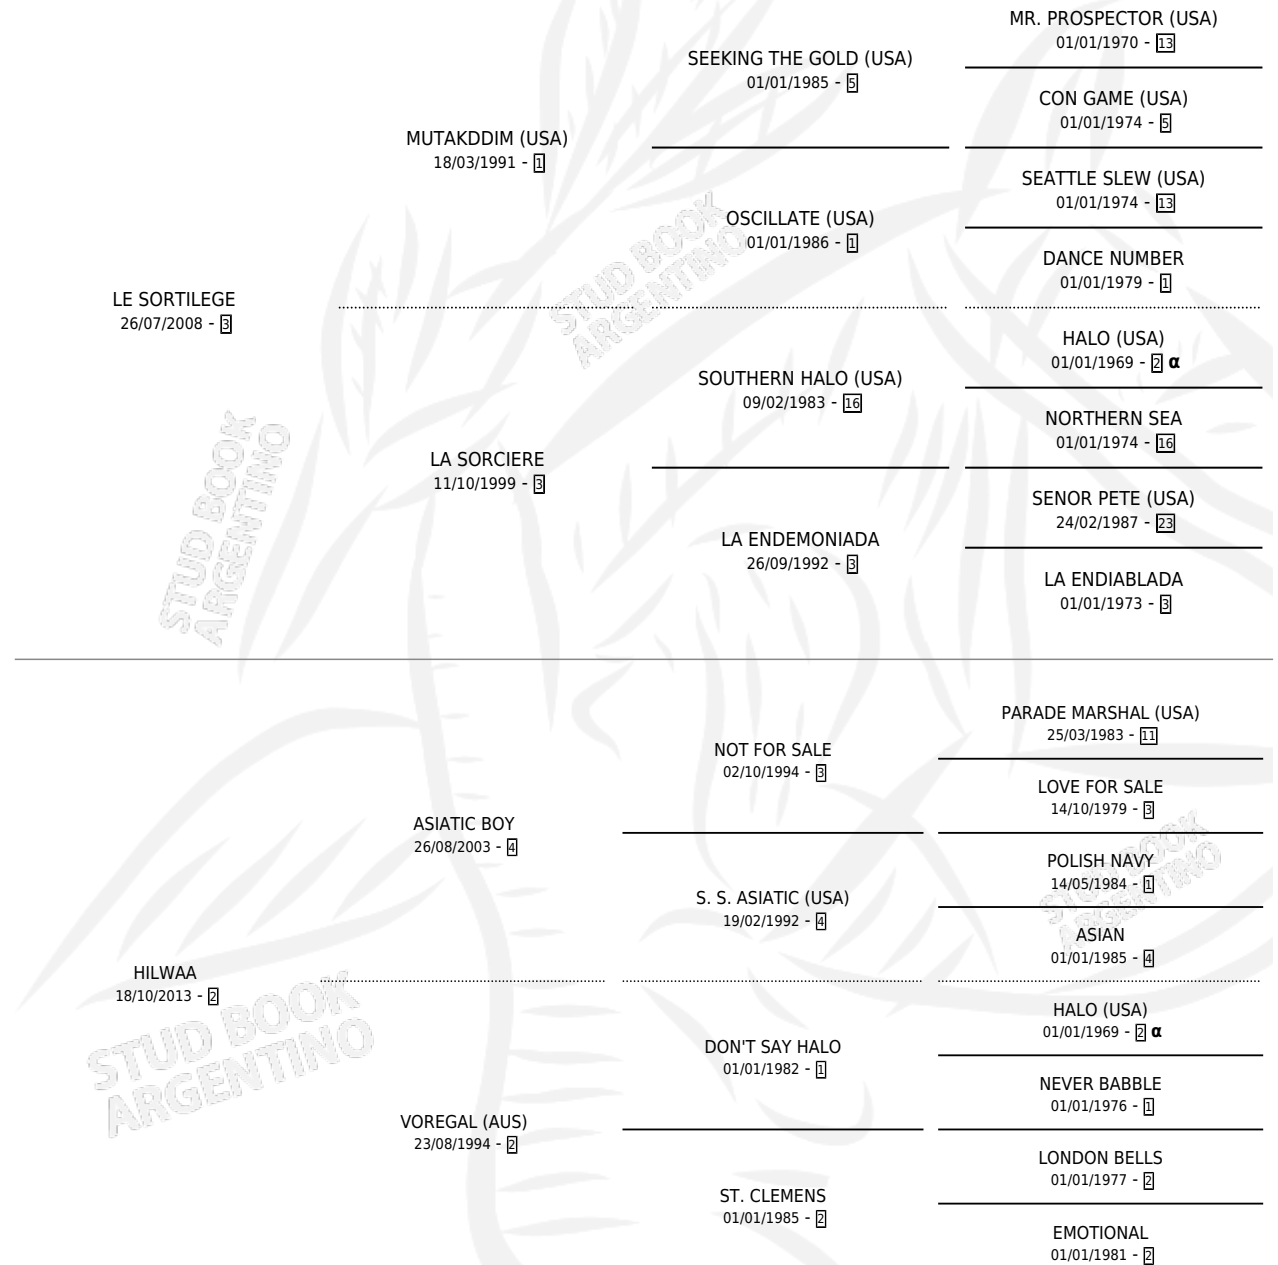 MR. PROSPECTOR (USA)
01/01/1970 - 13
SEEKING THE GOLD (USA)
01/01/1985 - 5
CON GAME (USA)
01/01/1974 - 5
MUTAKDDIM (USA)
18/03/1991 - 1
SEATTLE SLEW (USA)
01/01/1974 - 13
OSCILLATE (USA)
01/01/1986 - 1
DANCE NUMBER
01/01/1979 - 1
LE SORTILEGE
26/07/2008 - 3
HALO (USA)
01/01/1969 - 2 α
SOUTHERN HALO (USA)
09/02/1983 - 16
NORTHERN SEA
01/01/1974 - 16
LA SORCIERE
11/10/1999 - 3
SENOR PETE (USA)
24/02/1987 - 23
LA ENDEMONIADA
26/09/1992 - 3
LA ENDIABLADA
01/01/1973 - 3
PARADE MARSHAL (USA)
25/03/1983 - 11
NOT FOR SALE
02/10/1994 - 3
LOVE FOR SALE
14/10/1979 - 3
ASIATIC BOY
26/08/2003 - 4
POLISH NAVY
14/05/1984 - 1
S. S. ASIATIC (USA)
19/02/1992 - 4
ASIAN
01/01/1985 - 4
HILWAA
18/10/2013 - 2
HALO (USA)
01/01/1969 - 2 α
DON'T SAY HALO
01/01/1982 - 1
NEVER BABBLE
01/01/1976 - 1
VOREGAL (AUS)
23/08/1994 - 2
LONDON BELLS
01/01/1977 - 2
ST. CLEMENS
01/01/1985 - 2
EMOTIONAL
01/01/1981 - 2
STUD BOOK
ARGENTINO
STUD BOOK
ARGENTINO
STUD BOOK
ARGENTINO
STUD BOOK
ARGENTINO